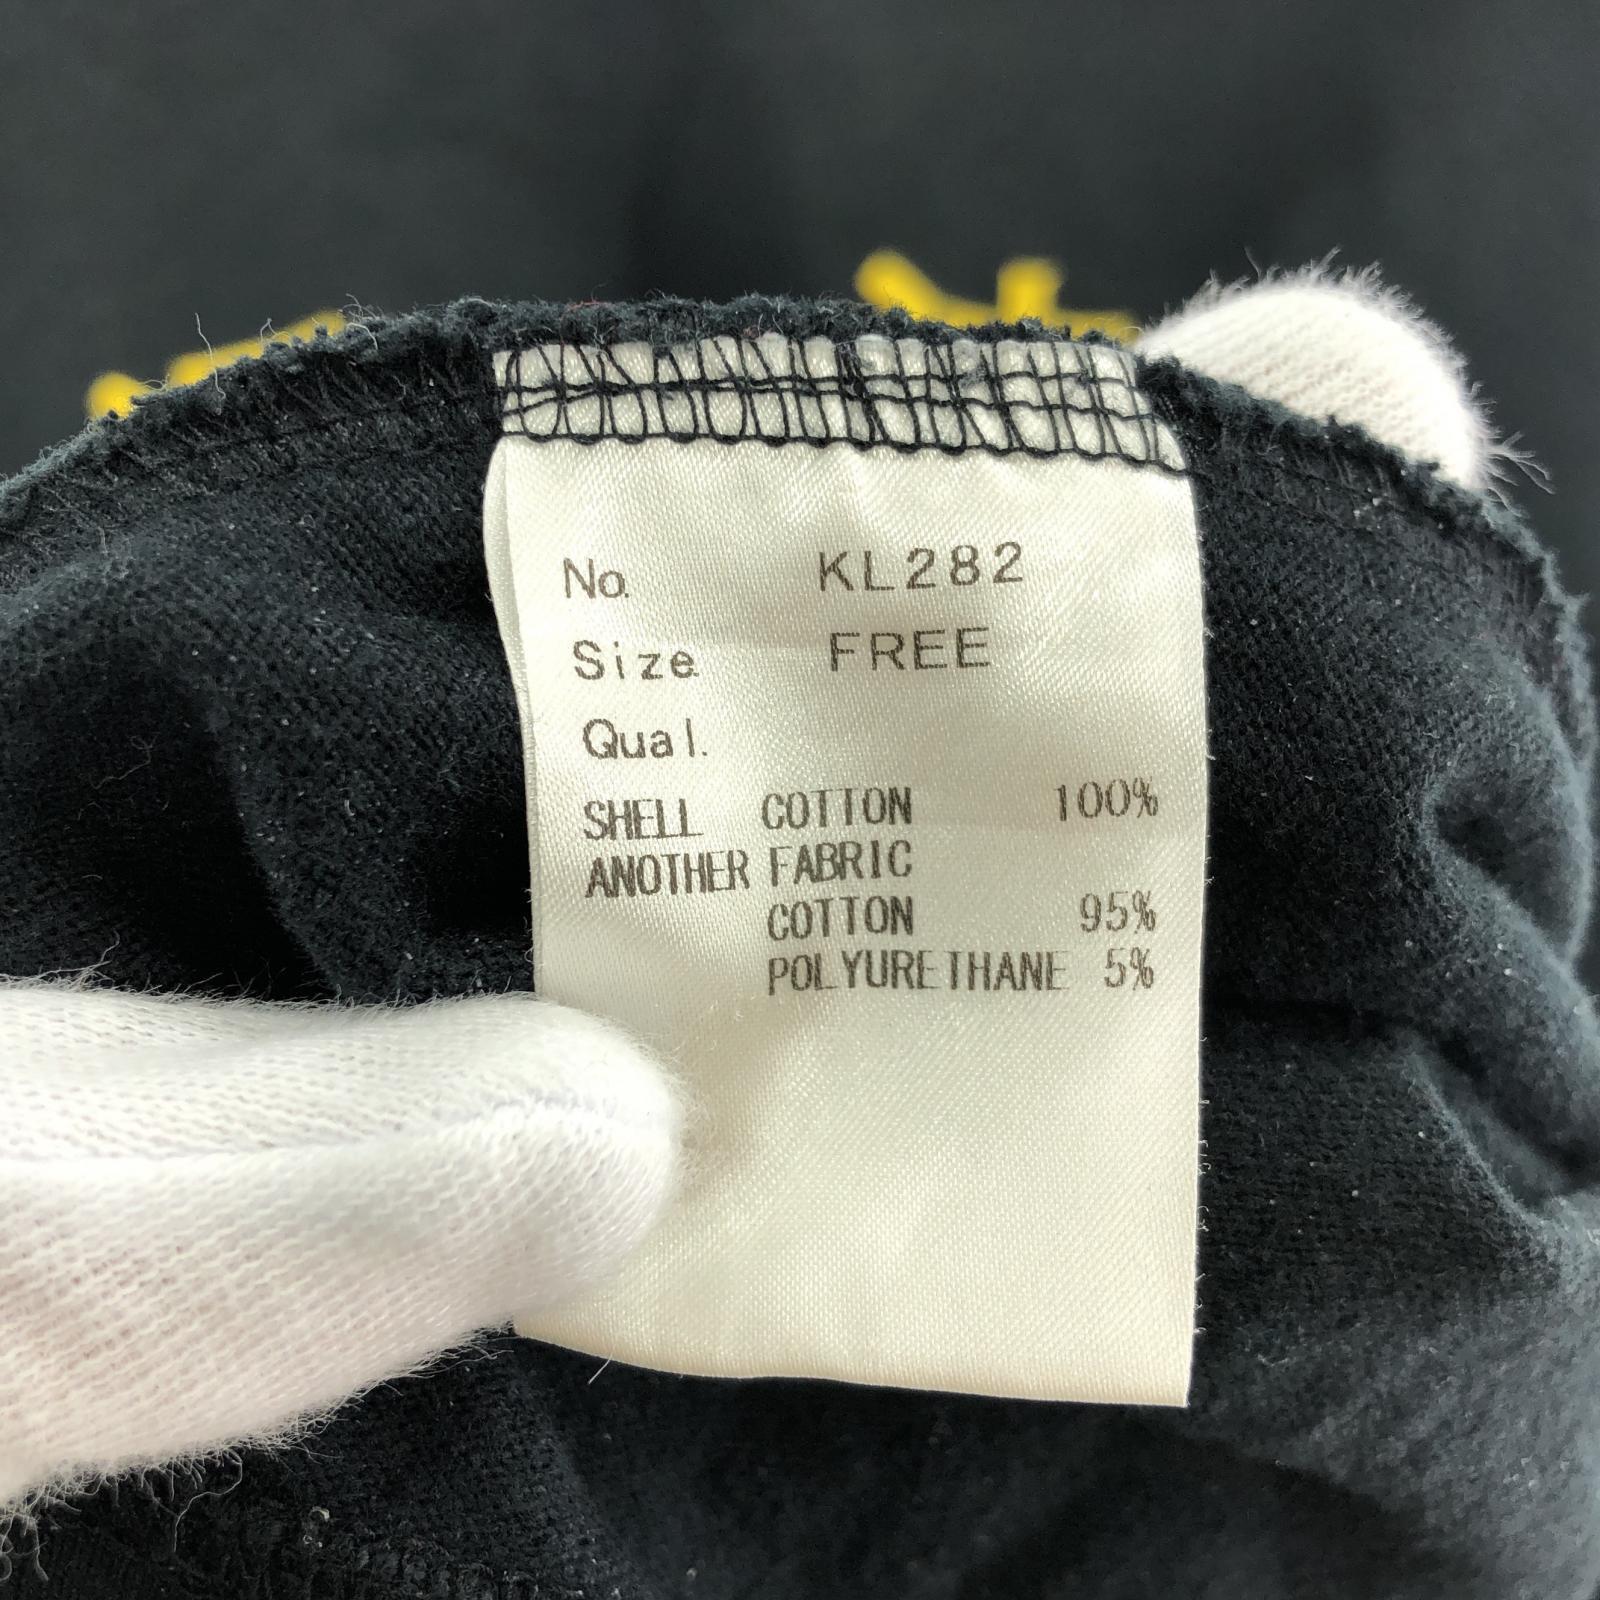 No. KL282
Size FREE
Qual.
SHELL COTTON 100%
ANOTHER FABRIC
COTTON 95%
POLYURETHANE 5%